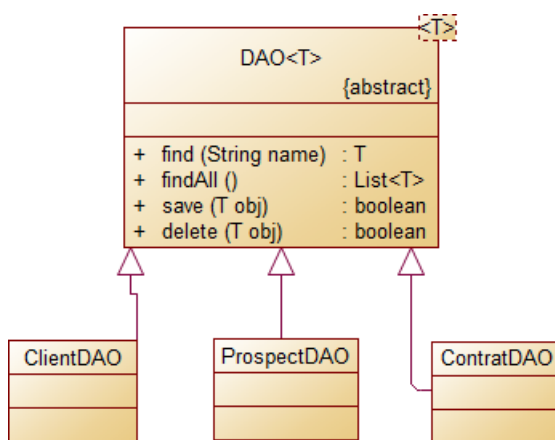 <T>
DAO<T>
{abstract}
+ find (String name) : T
+ findAll () : List<T>
+ save (T obj) : boolean
+ delete (T obj) : boolean
ClientDAO
ProspectDAO
ContratDAO